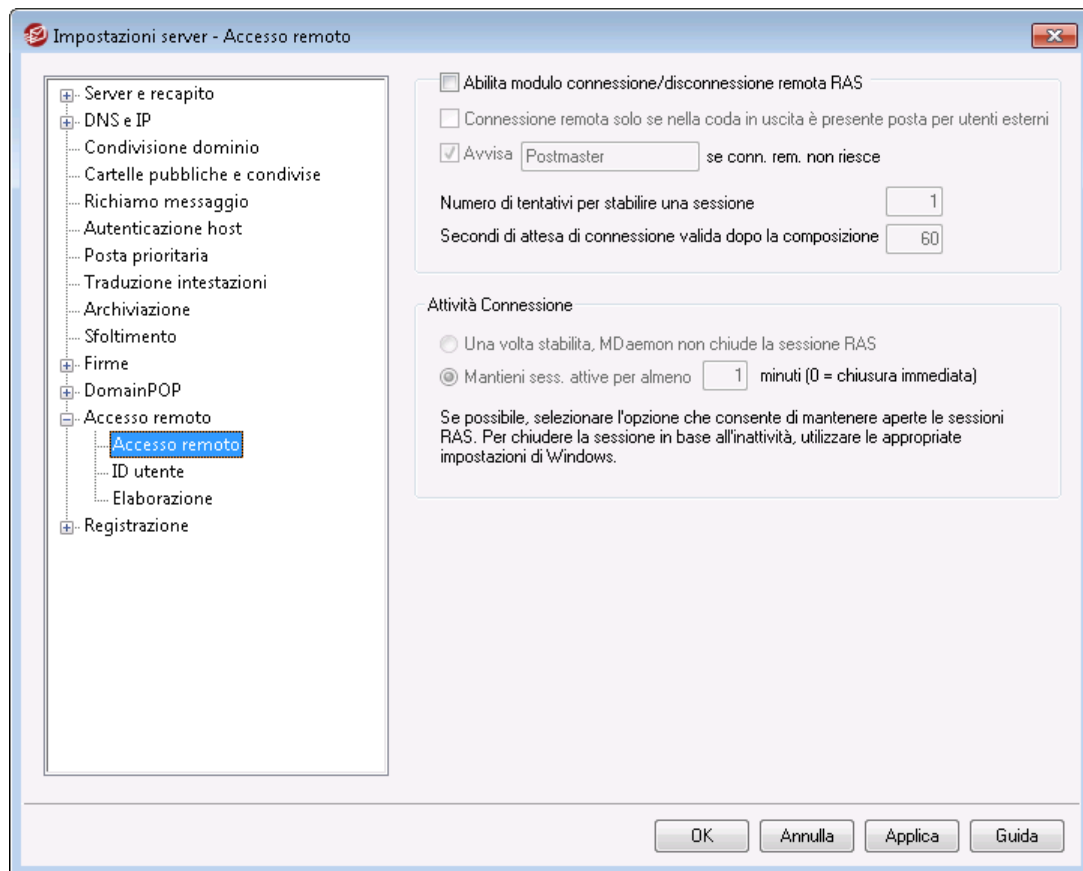 Impostazioni server - Accesso remoto
Server e recapito
DNS e IP
Condivisione dominio
Cartelle pubbliche e condivise
Richiamo messaggio
Autenticazione host
Posta prioritaria
Traduzione intestazioni
Archiviazione
Sfoltimento
Firme
DomainPOP
Accesso remoto
Accesso remoto
ID utente
Elaborazione
Registrazione
Abilita modulo connessione/disconnessione remota RAS
Connessione remota solo se nella coda in uscita è presente posta per utenti esterni
Avvisa Postmaster se conn. rem. non riesce
Numero di tentativi per stabilire una sessione 1
Secondi di attesa di connessione valida dopo la composizione 60
Attività Connessione
Una volta stabilita, MDaemon non chiude la sessione RAS
Mantieni sess. attive per almeno 1 minuti (0 = chiusura immediata)
Se possibile, selezionare l'opzione che consente di mantenere aperte le sessioni
RAS. Per chiudere la sessione in base all'inattività, utilizzare le appropriate
impostazioni di Windows.
OK Annulla Applica Guida